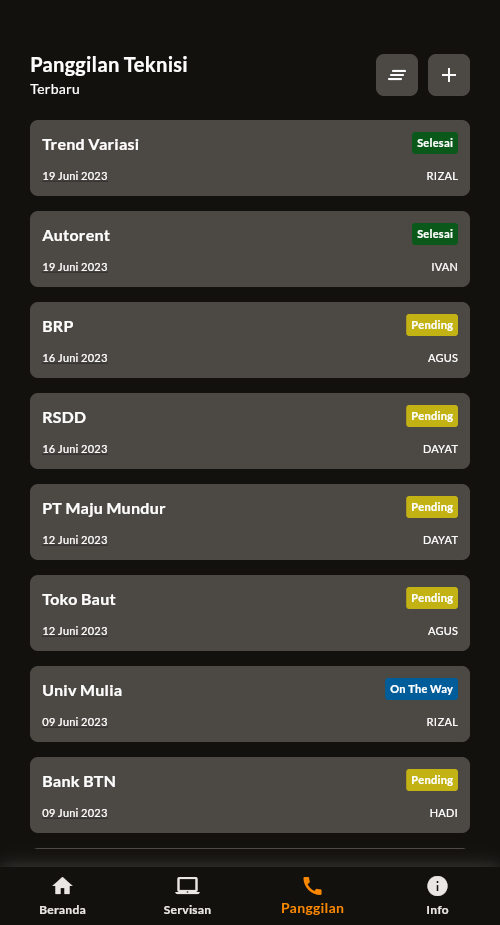 Panggilan Teknisi
Terbaru
Trend Variasi
Selesai
19 Juni 2023
RIZAL
Autorent
Selesai
19 Juni 2023
IVAN
BRP
Pending
16 Juni 2023
AGUS
RSDD
Pending
16 Juni 2023
DAYAT
PT Maju Mundur
Pending
12 Juni 2023
DAYAT
Toko Baut
Pending
12 Juni 2023
AGUS
Univ Mulia
On The Way
09 Juni 2023
RIZAL
Bank BTN
Pending
09 Juni 2023
HADI
Beranda
Servisan
Panggilan
Info